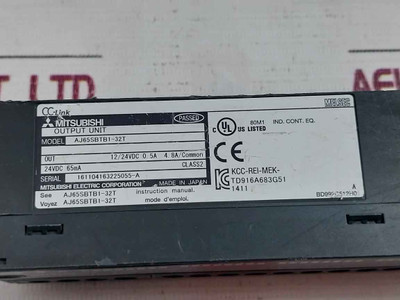 CC-Link
MITSUBISHI
PASSED
OUTPUT UNIT
MODEL AJ65SBTB1-32T
OUT 12/24VDC 0.5A 4.8A/Common
24VDC 65mA CLASS2
SERIAL 161104163225055-A
MITSUBISHI ELECTRIC CORPORATION MADE IN JAPAN
See AJ65SBTB1-32T instruction manual.
Voyez AJ65SBTB1-32T mode d'emploi.
80M1 IND. CONT. EQ.
C UL US LISTED
KCC-REI-MEK-
TD916A683G51
1411 A